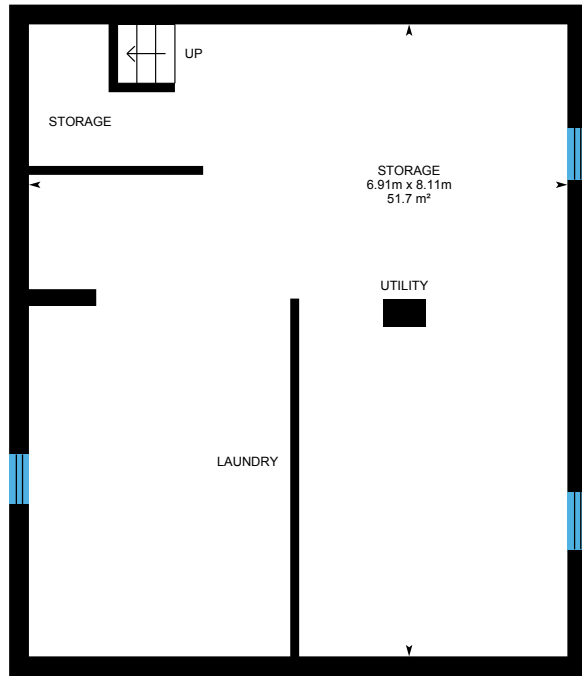 UP
STORAGE
STORAGE
6.91m x 8.11m
51.7 m²
UTILITY
LAUNDRY